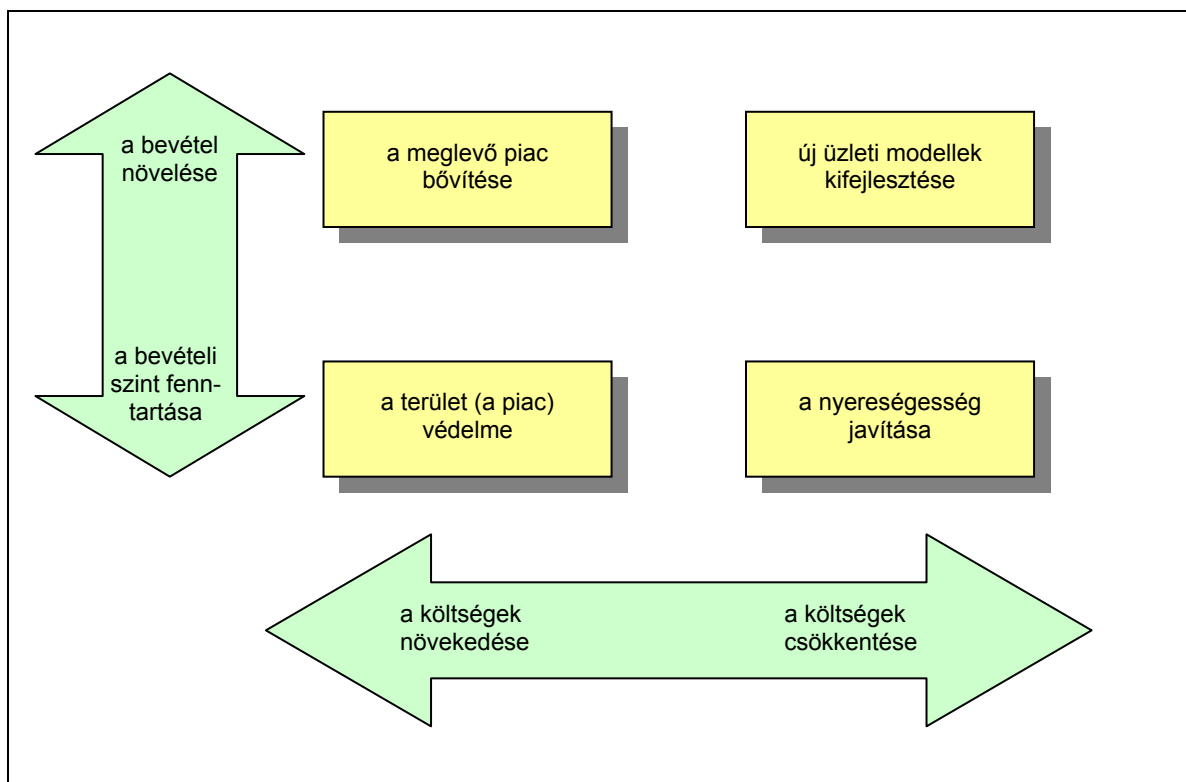 a bevétel
növelése
a meglevő piac
bővítése
új üzleti modellek
kifejlesztése
a bevételi
szint fenn-
tartása
a terület (a piac)
védelme
a nyereségesség
javítása
a költségek
növekedése
a költségek
csökkentése